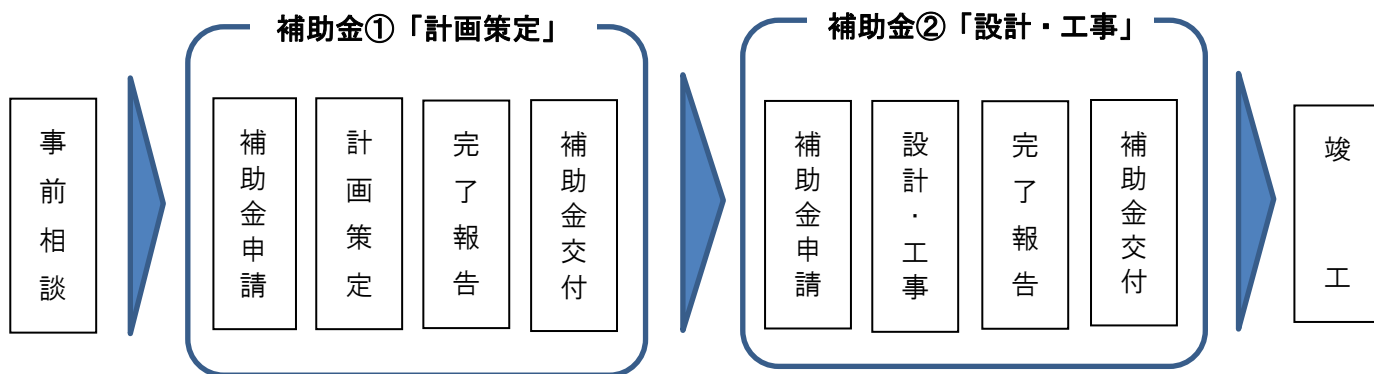 補助金①「計画策定」
補助金②「設計・工事」
事前相談
補助金申請
計画策定
完了報告
補助金交付
補助金申請
設計・工事
完了報告
補助金交付
竣工